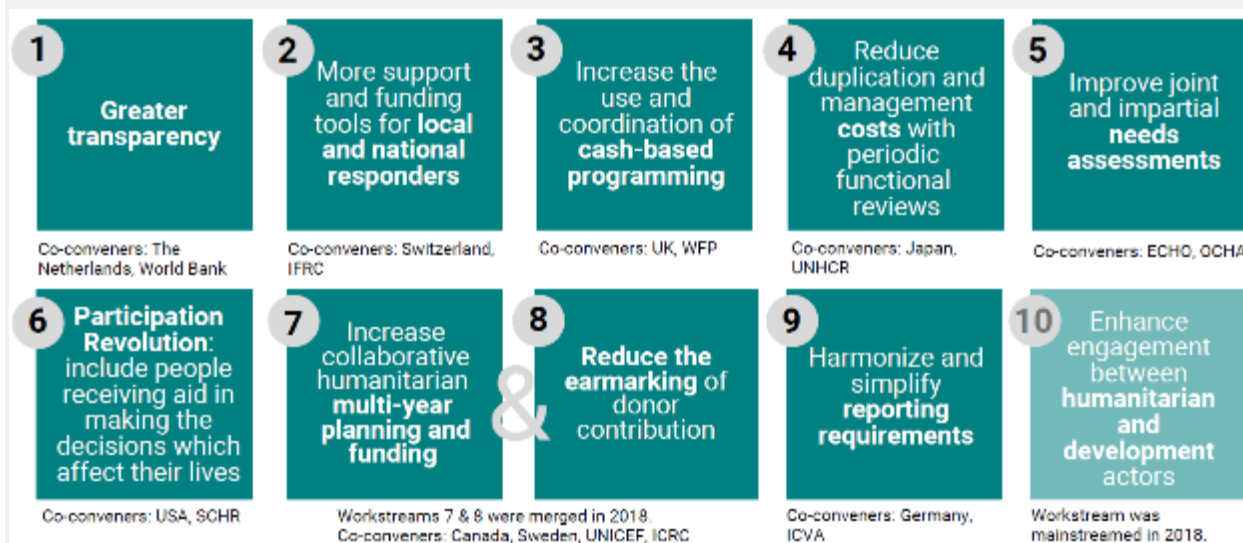 1
Greater
transparency
Co-conveners: The
Netherlands, World Bank
2
More support
and funding
tools for local
and national
responders
Co-conveners: Switzerland,
IFRC
3
Increase the
use and
coordination of
cash-based
programming
Co-conveners: UK, WFP
4
Reduce
duplication and
management
costs with
periodic
functional
reviews
Co-conveners: Japan,
UNHCR
5
Improve joint
and impartial
needs
assessments
Co-conveners: ECHO, OCHA
6
Participation
Revolution:
include people
receiving aid in
making the
decisions which
affect their lives
Co-conveners: USA, SCHR
7
Increase
collaborative
humanitarian
multi-year
planning and
funding
&
8
Reduce the
earmarking of
donor
contribution
Workstreams 7 & 8 were merged in 2018.
Co-conveners: Canada, Sweden, UNICEF, ICRC
9
Harmonize and
simplify
reporting
requirements
Co-conveners: Germany,
ICVA
10
Enhance
engagement
between
humanitarian
and
development
actors
Workstream was
mainstreamed in 2018.